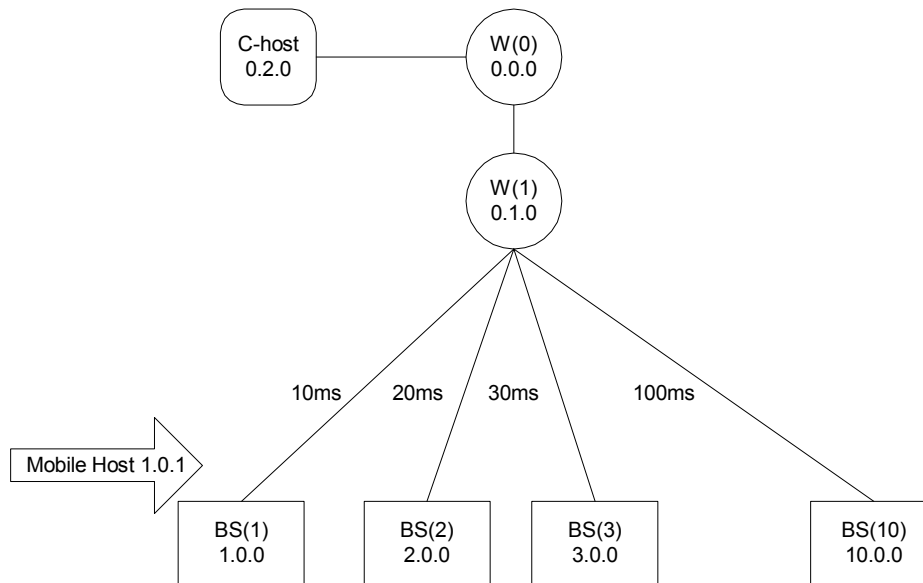 C-host
0.2.0
W(0)
0.0.0
W(1)
0.1.0
10ms
20ms
30ms
100ms
Mobile Host 1.0.1
BS(1)
1.0.0
BS(2)
2.0.0
BS(3)
3.0.0
BS(10)
10.0.0